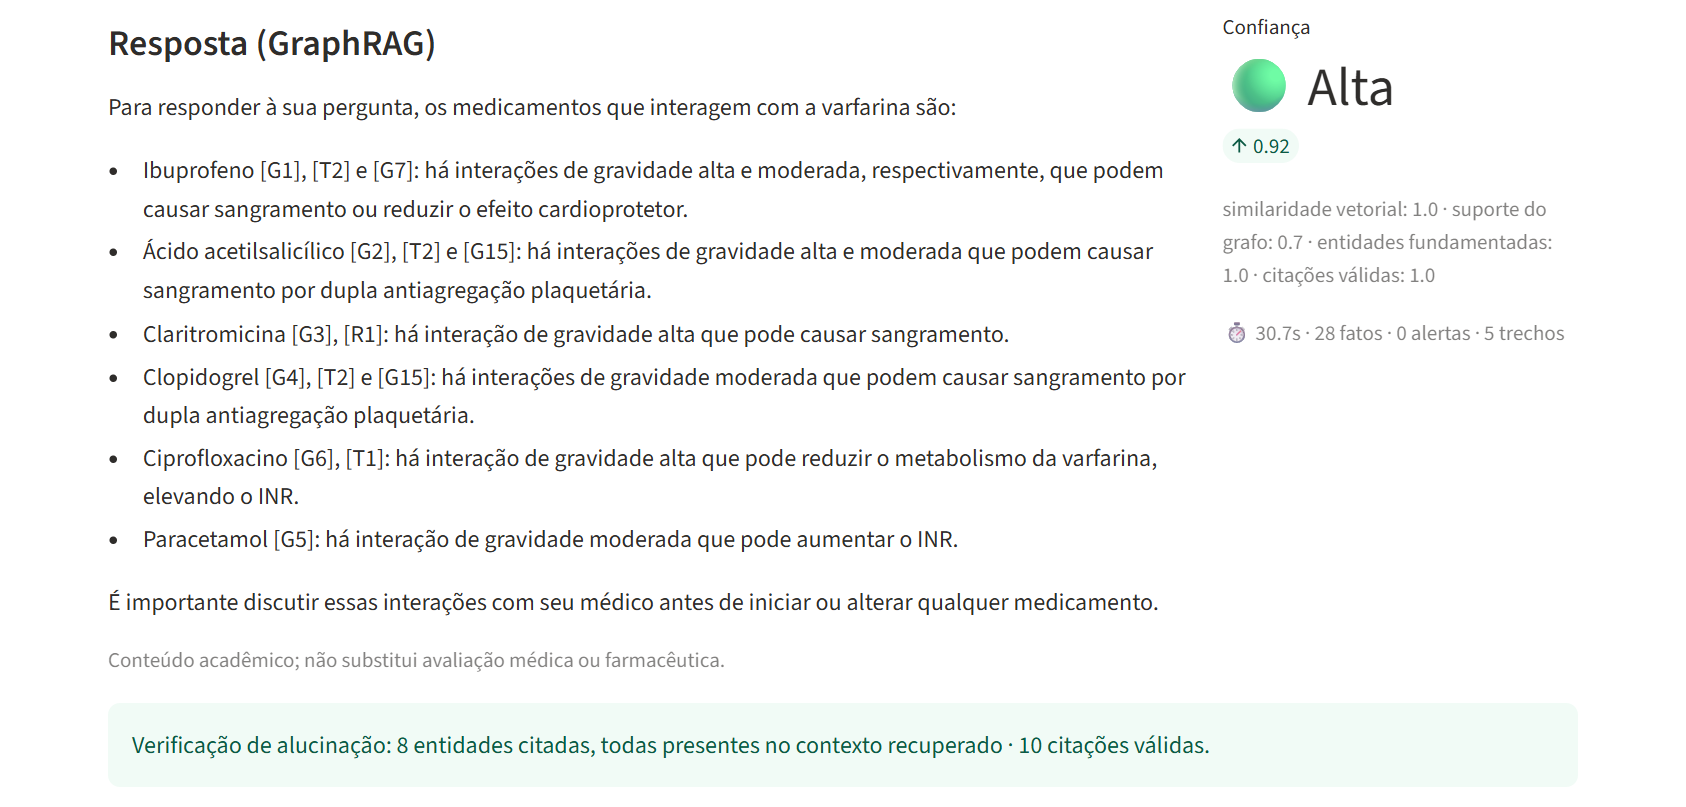 Resposta (GraphRAG)
Para responder à sua pergunta, os medicamentos que interagem com a varfarina são:
• Ibuprofeno [G1], [T2] e [G7]: há interações de gravidade alta e moderada, respectivamente, que podem
causar sangramento ou reduzir o efeito cardioprotetor.
• Ácido acetilsalicílico [G2], [T2] e [G15]: há interações de gravidade alta e moderada que podem causar
sangramento por dupla antiagregação plaquetária.
• Claritromicina [G3], [R1]: há interação de gravidade alta que pode causar sangramento.
• Clopidogrel [G4], [T2] e [G15]: há interações de gravidade moderada que podem causar sangramento por
dupla antiagregação plaquetária.
• Ciprofloxacino [G6], [T1]: há interação de gravidade alta que pode reduzir o metabolismo da varfarina,
elevando o INR.
• Paracetamol [G5]: há interação de gravidade moderada que pode aumentar o INR.
É importante discutir essas interações com seu médico antes de iniciar ou alterar qualquer medicamento.
Conteúdo acadêmico; não substitui avaliação médica ou farmacêutica.
Confiança
Alta
↑ 0.92
similaridade vetorial: 1.0 · suporte do
grafo: 0.7 · entidades fundamentadas:
1.0 · citações válidas: 1.0
30.7s · 28 fatos · 0 alertas · 5 trechos
Verificação de alucinação: 8 entidades citadas, todas presentes no contexto recuperado · 10 citações válidas.